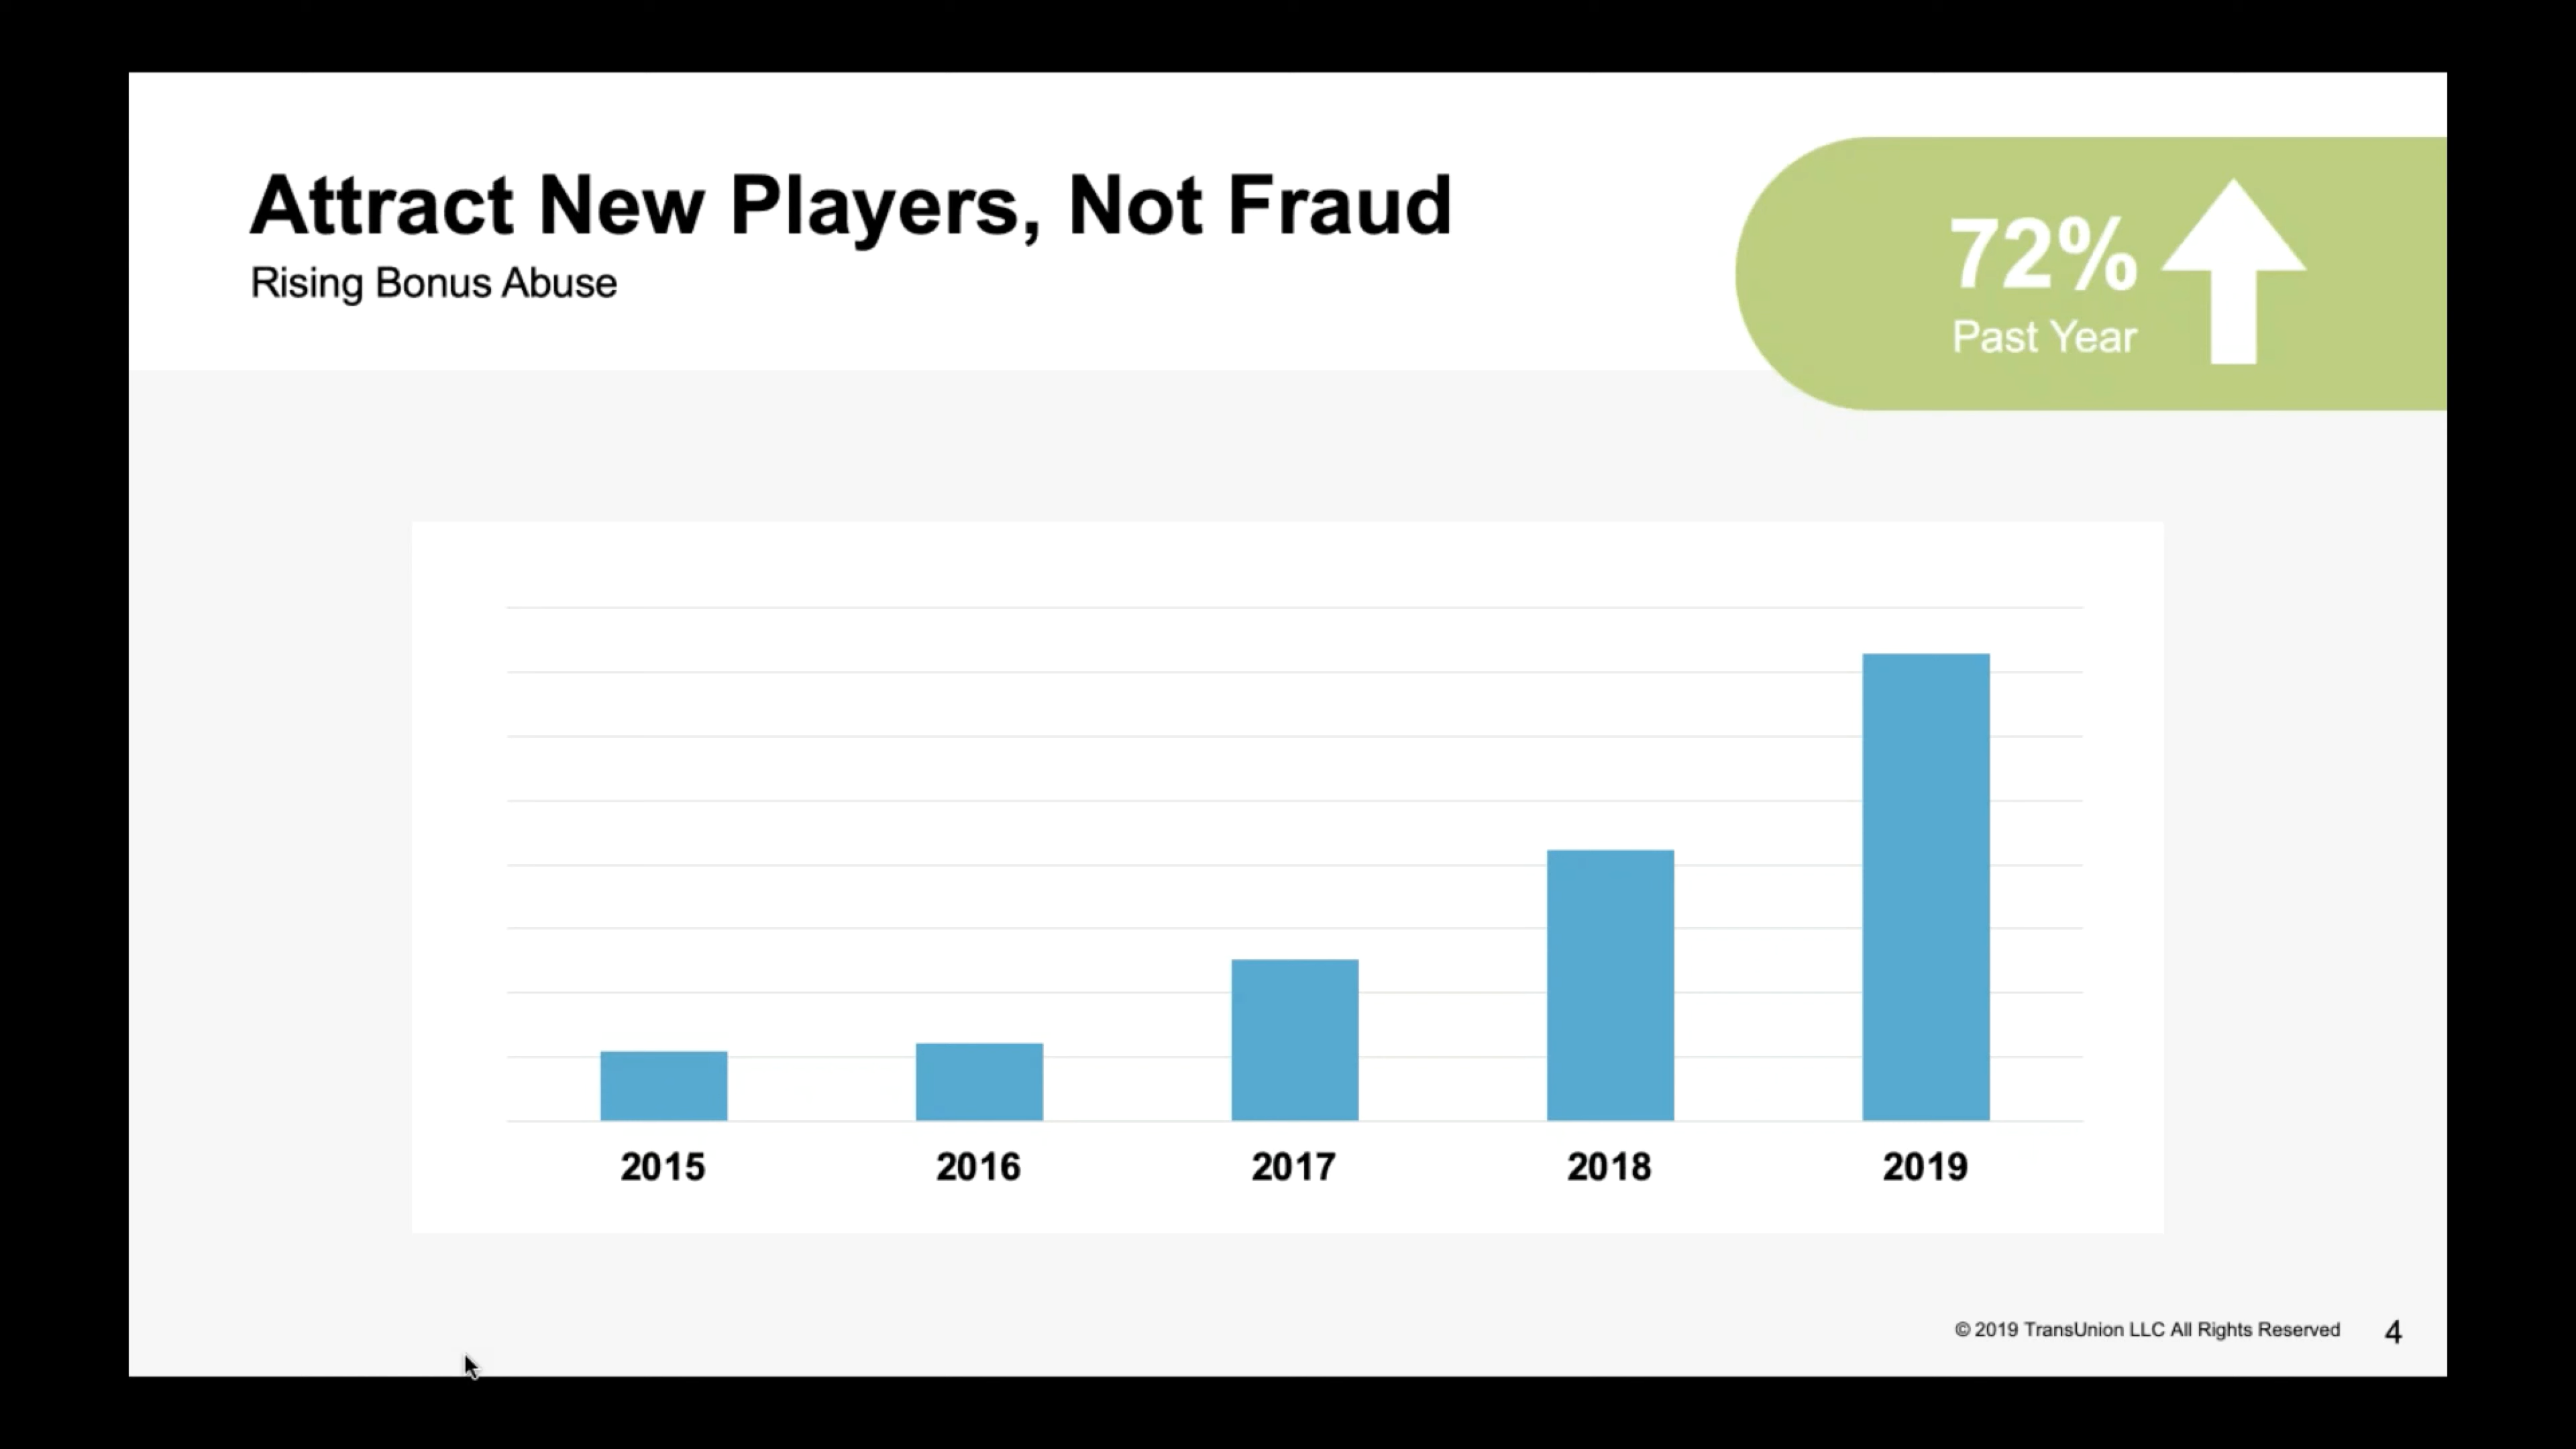 Attract New Players, Not Fraud
Rising Bonus Abuse
72%
Past Year
2015 2016 2017 2018 2019
© 2019 TransUnion LLC All Rights Reserved 4